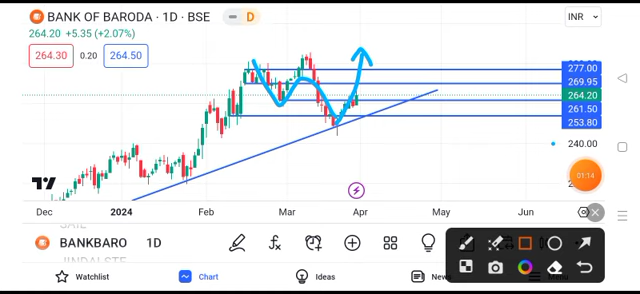 BANK OF BARODA · 1D · BSE
D
INR
264.20 +5.35 (+2.07%)
264.30
0.20
264.50
277.00
269.95
264.20
261.50
253.80
240.00
01:14
Dec
2024
Feb
Mar
Apr
May
Jun
BANKBARO 1D
Watchlist
Chart
Ideas
News